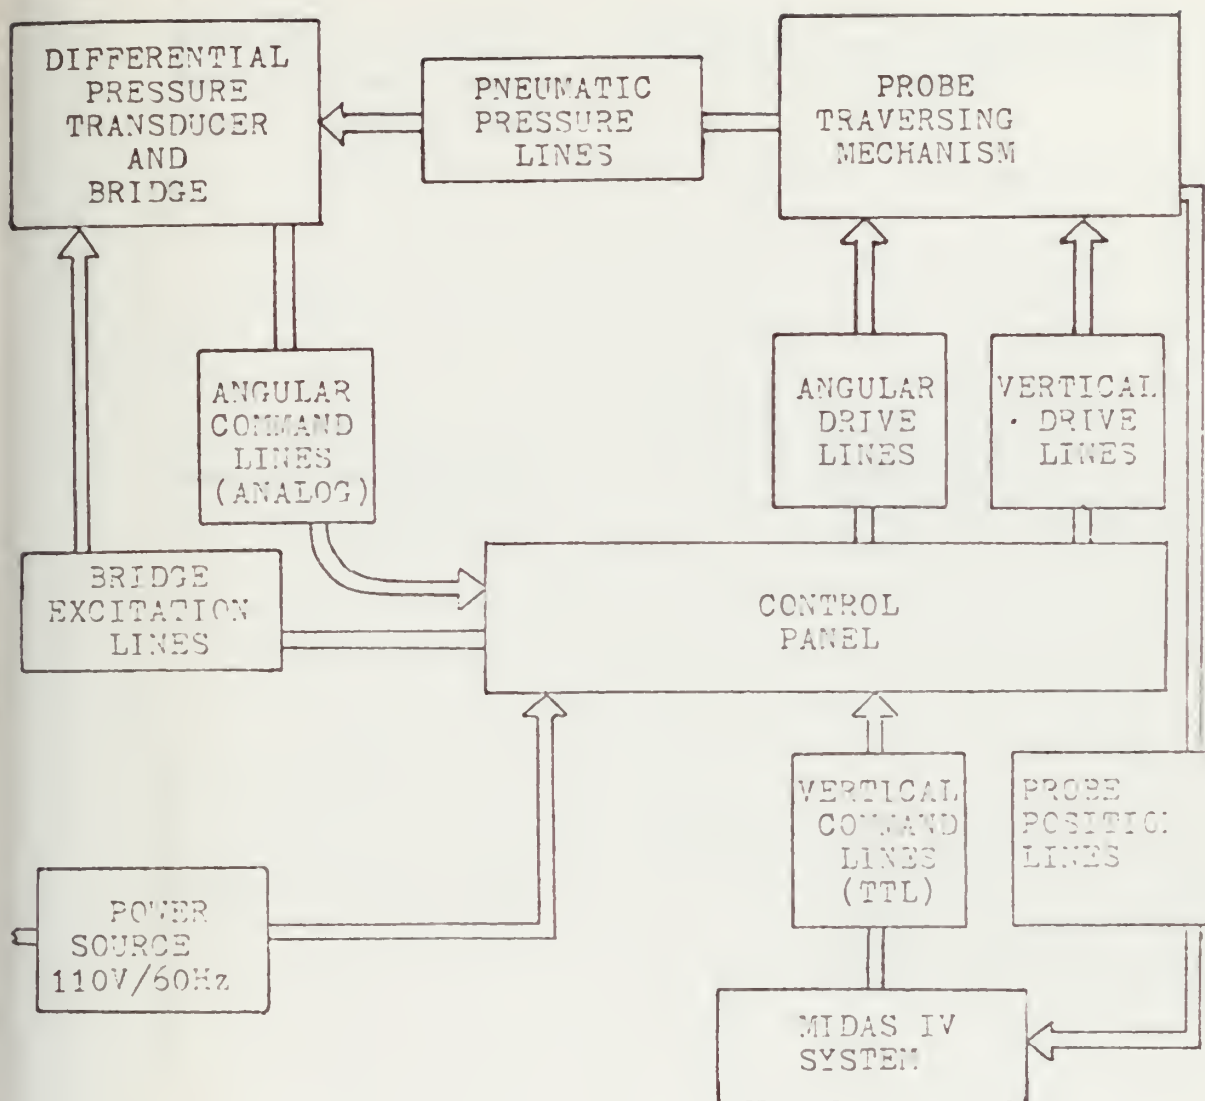 DIFFERENTIAL
PRESSURE
TRANSDUCER
AND
BRIDGE
PNEUMATIC
PRESSURE
LINES
PROBE
TRAVERSING
MECHANISM
ANGULAR
COMMAND
LINES
(ANALOG)
ANGULAR
DRIVE
LINES
VERTICAL
DRIVE
LINES
BRIDGE
EXCITATION
LINES
CONTROL
PANEL
VERTICAL
COMMAND
LINES
(TTL)
PROBE
POSITION
LINES
POWER
SOURCE
110V/60Hz
MIDAS IV
SYSTEM